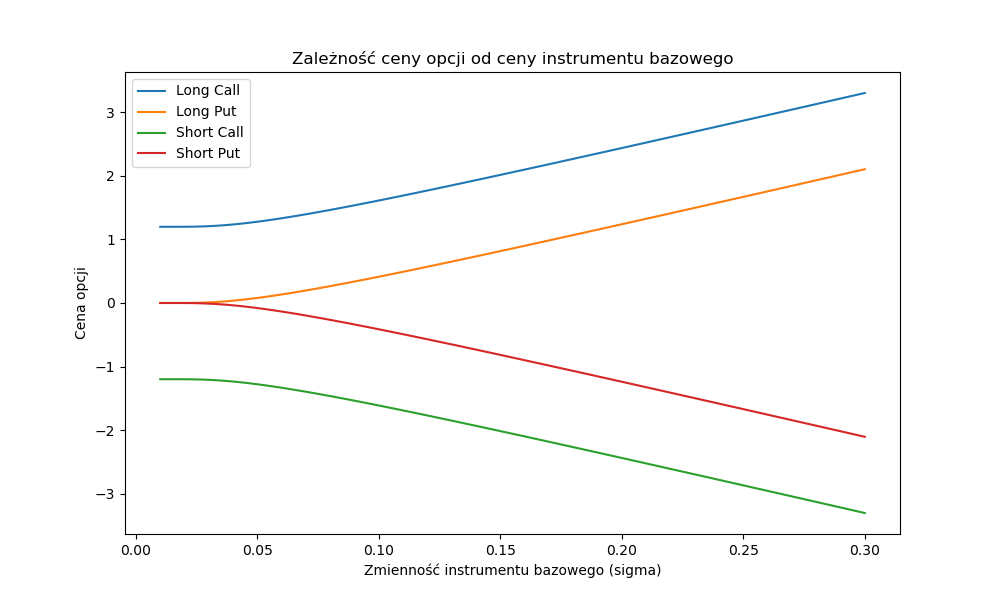 Zależność ceny opcji od ceny instrumentu bazowego
Long Call
Long Put
Short Call
Short Put
3
2
1
0
−1
−2
−3
Cena opcji
0.00 0.05 0.10 0.15 0.20 0.25 0.30
Zmienność instrumentu bazowego (sigma)